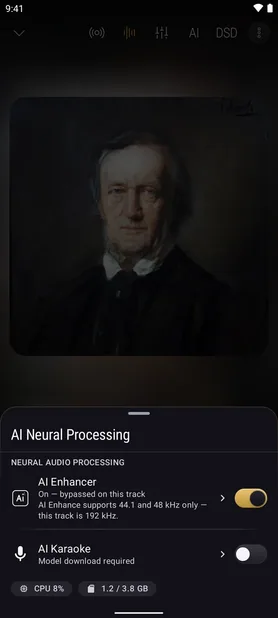 9:41
AI DSD
AI Neural Processing
NEURAL AUDIO PROCESSING
Ai
AI Enhancer
On — bypassed on this track
AI Enhance supports 44.1 and 48 kHz only —
this track is 192 kHz.
AI Karaoke
Model download required
CPU 8% 1.2 / 3.8 GB